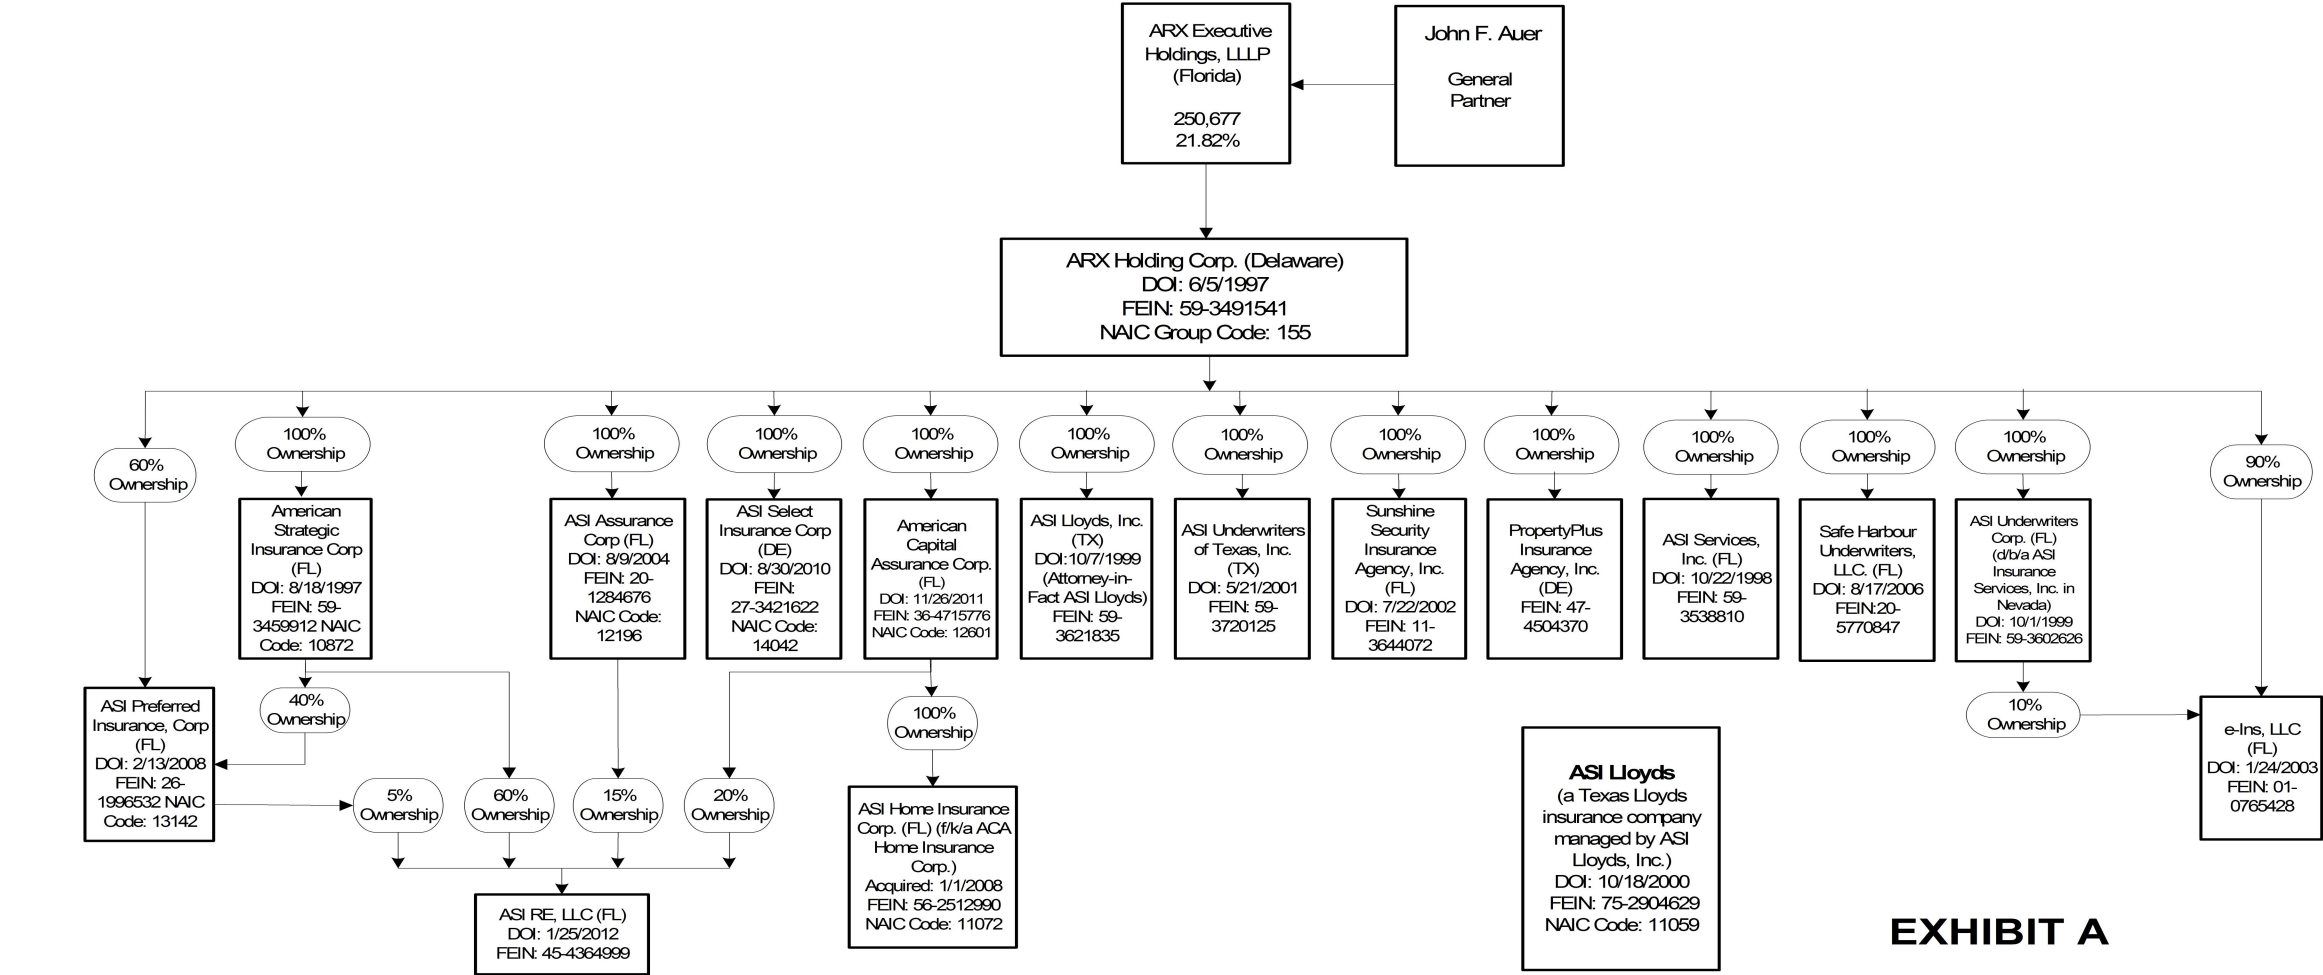 ARX Executive
Holdings, LLLP
(Florida)
250,677
21.82%
John F. Auer
General
Partner
ARX Holding Corp. (Delaware)
DOI: 6/5/1997
FEIN: 59-3491541
NAIC Group Code: 155
60%
Ownership
100%
Ownership
100%
Ownership
100%
Ownership
100%
Ownership
100%
Ownership
100%
Ownership
100%
Ownership
100%
Ownership
100%
Ownership
100%
Ownership
100%
Ownership
90%
Ownership
American
Strategic
Insurance Corp
(FL)
DOI: 8/18/1997
FEIN: 59-
3459912 NAIC
Code: 10872
ASI Assurance
Corp (FL)
DOI: 8/9/2004
FEIN: 20-
1284676
NAIC Code:
12196
ASI Select
Insurance Corp
(DE)
DOI: 8/30/2010
FEIN:
27-3421622
NAIC Code:
14042
American
Capital
Assurance Corp.
(FL)
DOI: 11/26/2011
FEIN: 36-4715776
NAIC Code: 12601
ASI Lloyds, Inc.
(TX)
DOI:10/7/1999
(Attorney-in-
Fact ASI Lloyds)
FEIN: 59-
3621835
ASI Underwriters
of Texas, Inc.
(TX)
DOI: 5/21/2001
FEIN: 59-
3720125
Sunshine
Security
Insurance
Agency, Inc.
(FL)
DOI: 7/22/2002
FEIN: 11-
3644072
PropertyPlus
Insurance
Agency, Inc.
(DE)
FEIN: 47-
4504370
ASI Services,
Inc. (FL)
DOI: 10/22/1998
FEIN: 59-
3538810
Safe Harbour
Underwriters,
LLC. (FL)
DOI: 8/17/2006
FEIN:20-
5770847
ASI Underwriters
Corp. (FL)
(d/b/a ASI
Insurance
Services, Inc. in
Nevada)
DOI: 10/1/1999
FEIN: 59-3602626
ASI Preferred
Insurance, Corp
(FL)
DOI: 2/13/2008
FEIN: 26-
1996532 NAIC
Code: 13142
40%
Ownership
100%
Ownership
10%
Ownership
e-Ins, LLC
(FL)
DOI: 1/24/2003
FEIN: 01-
0765428
5%
Ownership
60%
Ownership
15%
Ownership
20%
Ownership
ASI Home Insurance
Corp. (FL) (f/k/a ACA
Home Insurance
Corp.)
Acquired: 1/1/2008
FEIN: 56-2512990
NAIC Code: 11072
ASI Lloyds
(a Texas Lloyds
insurance company
managed by ASI
Lloyds, Inc.)
DOI: 10/18/2000
FEIN: 75-2904629
NAIC Code: 11059
ASI RE, LLC (FL)
DOI: 1/25/2012
FEIN: 45-4364999
EXHIBIT A